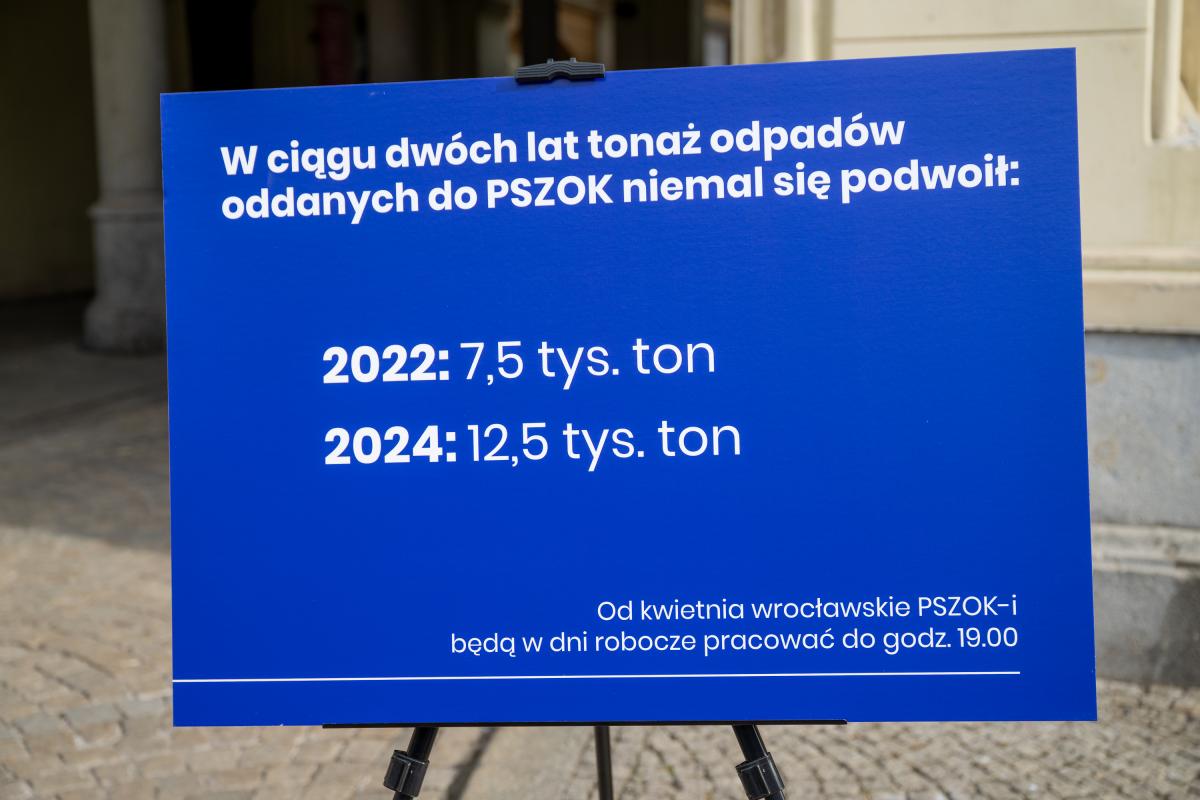 W ciągu dwóch lat tonaż odpadów
oddanych do PSZOK niemal się podwoił:
2022: 7,5 tys. ton
2024: 12,5 tys. ton
Od kwietnia wrocławskie PSZOK-i
będą w dni robocze pracować do godz. 19.00